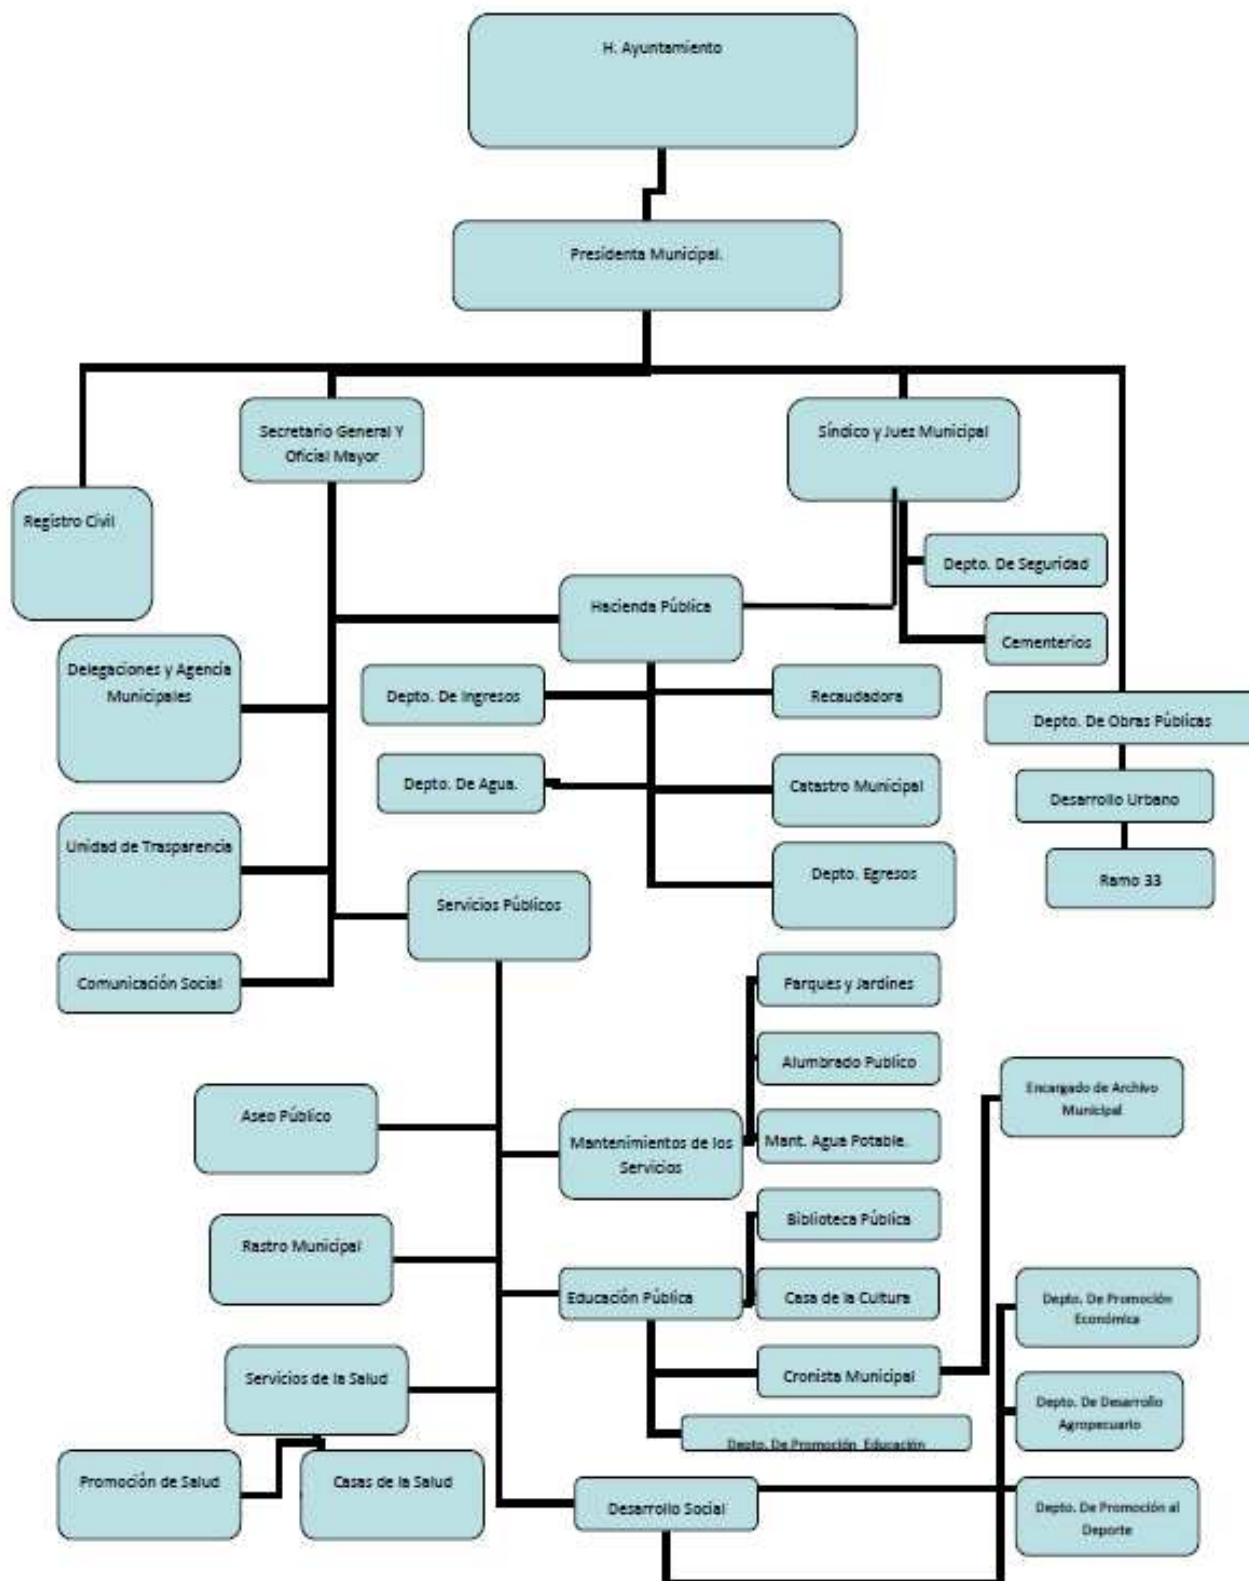 H. Ayuntamiento
Presidenta Municipal.
Secretario General Y
Oficial Mayor
Síndico y Juez Municipal
Registro Civil
Depto. De Seguridad
Hacienda Pública
Cementerios
Delegaciones y Agencia
Municipales
Depto. De Ingresos
Recaudadora
Depto. De Obras Públicas
Depto. De Agua.
Catastro Municipal
Desarrollo Urbano
Unidad de Trasparencia
Depto. Egresos
Ramo 33
Servicios Públicos
Comunicación Social
Parques y Jardines
Alumbrado Publico
Encargado de Archivo
Municipal
Aseo Público
Mantenimientos de los
Servicios
Mant. Agua Potable.
Biblioteca Pública
Rastro Municipal
Educación Pública
Casa de la Cultura
Depto. De Promoción
Económica
Servicios de la Salud
Cronista Municipal
Depto. De Desarrollo
Agropecuario
Depto. De Promoción Educación
Promoción de Salud
Casas de la Salud
Desarrollo Social
Depto. De Promoción al
Deporte